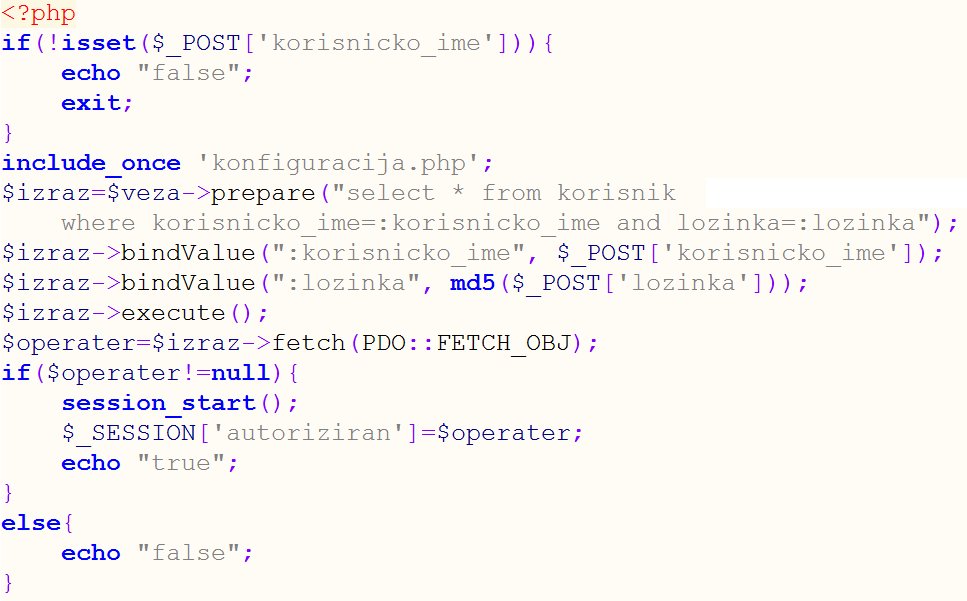 <?php
if(!isset($_POST['korisnicko_ime'])){
    echo "false";
    exit;
}
include_once 'konfiguracija.php';
$izraz=$veza->prepare("select * from korisnik
    where korisnicko_ime=:korisnicko_ime and lozinka=:lozinka");
$izraz->bindValue(":korisnicko_ime", $_POST['korisnicko_ime']);
$izraz->bindValue(":lozinka", md5($_POST['lozinka']));
$izraz->execute();
$operater=$izraz->fetch(PDO::FETCH_OBJ);
if($operater!=null){
    session_start();
    $_SESSION['autoriziran']=$operater;
    echo "true";
}
else{
    echo "false";
}